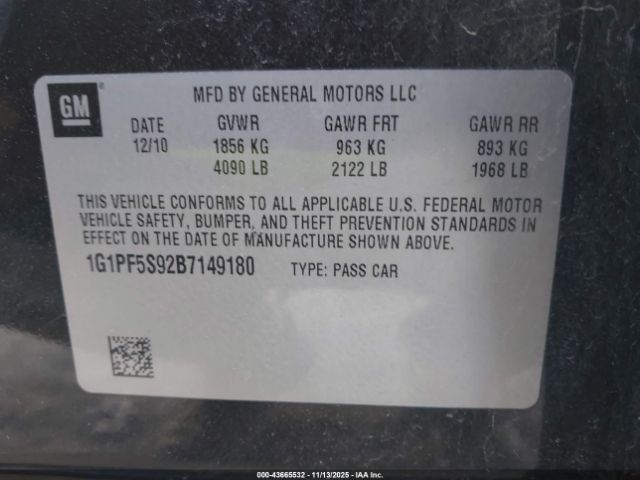 GM
MFD BY GENERAL MOTORS LLC
DATE GVWR GAWR FRT GAWR RR
12/10 1856 KG 963 KG 893 KG
4090 LB 2122 LB 1968 LB
THIS VEHICLE CONFORMS TO ALL APPLICABLE U.S. FEDERAL MOTOR
VEHICLE SAFETY, BUMPER, AND THEFT PREVENTION STANDARDS IN
EFFECT ON THE DATE OF MANUFACTURE SHOWN ABOVE.
1G1PF5S92B7149180 TYPE: PASS CAR
000-43665532 - 11/13/2025 - IAA Inc.